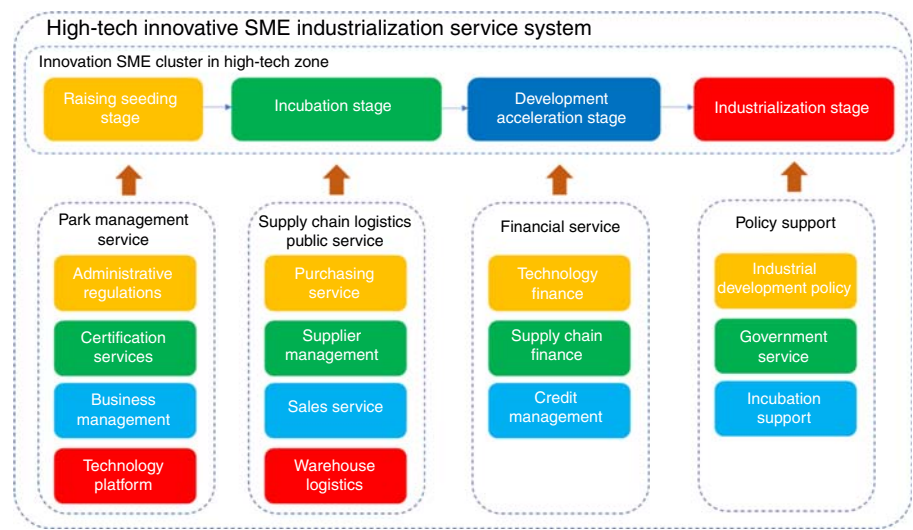 High-tech innovative SME industrialization service system
Innovation SME cluster in high-tech zone
Raising seeding
stage
Incubation stage
Development
acceleration stage
Industrialization stage
Park management
service
Administrative
regulations
Certification
services
Business
management
Technology
platform
Supply chain logistics
public service
Purchasing
service
Supplier
management
Sales service
Warehouse
logistics
Financial service
Technology
finance
Supply chain
finance
Credit
management
Policy support
Industrial
development policy
Government
service
Incubation
support